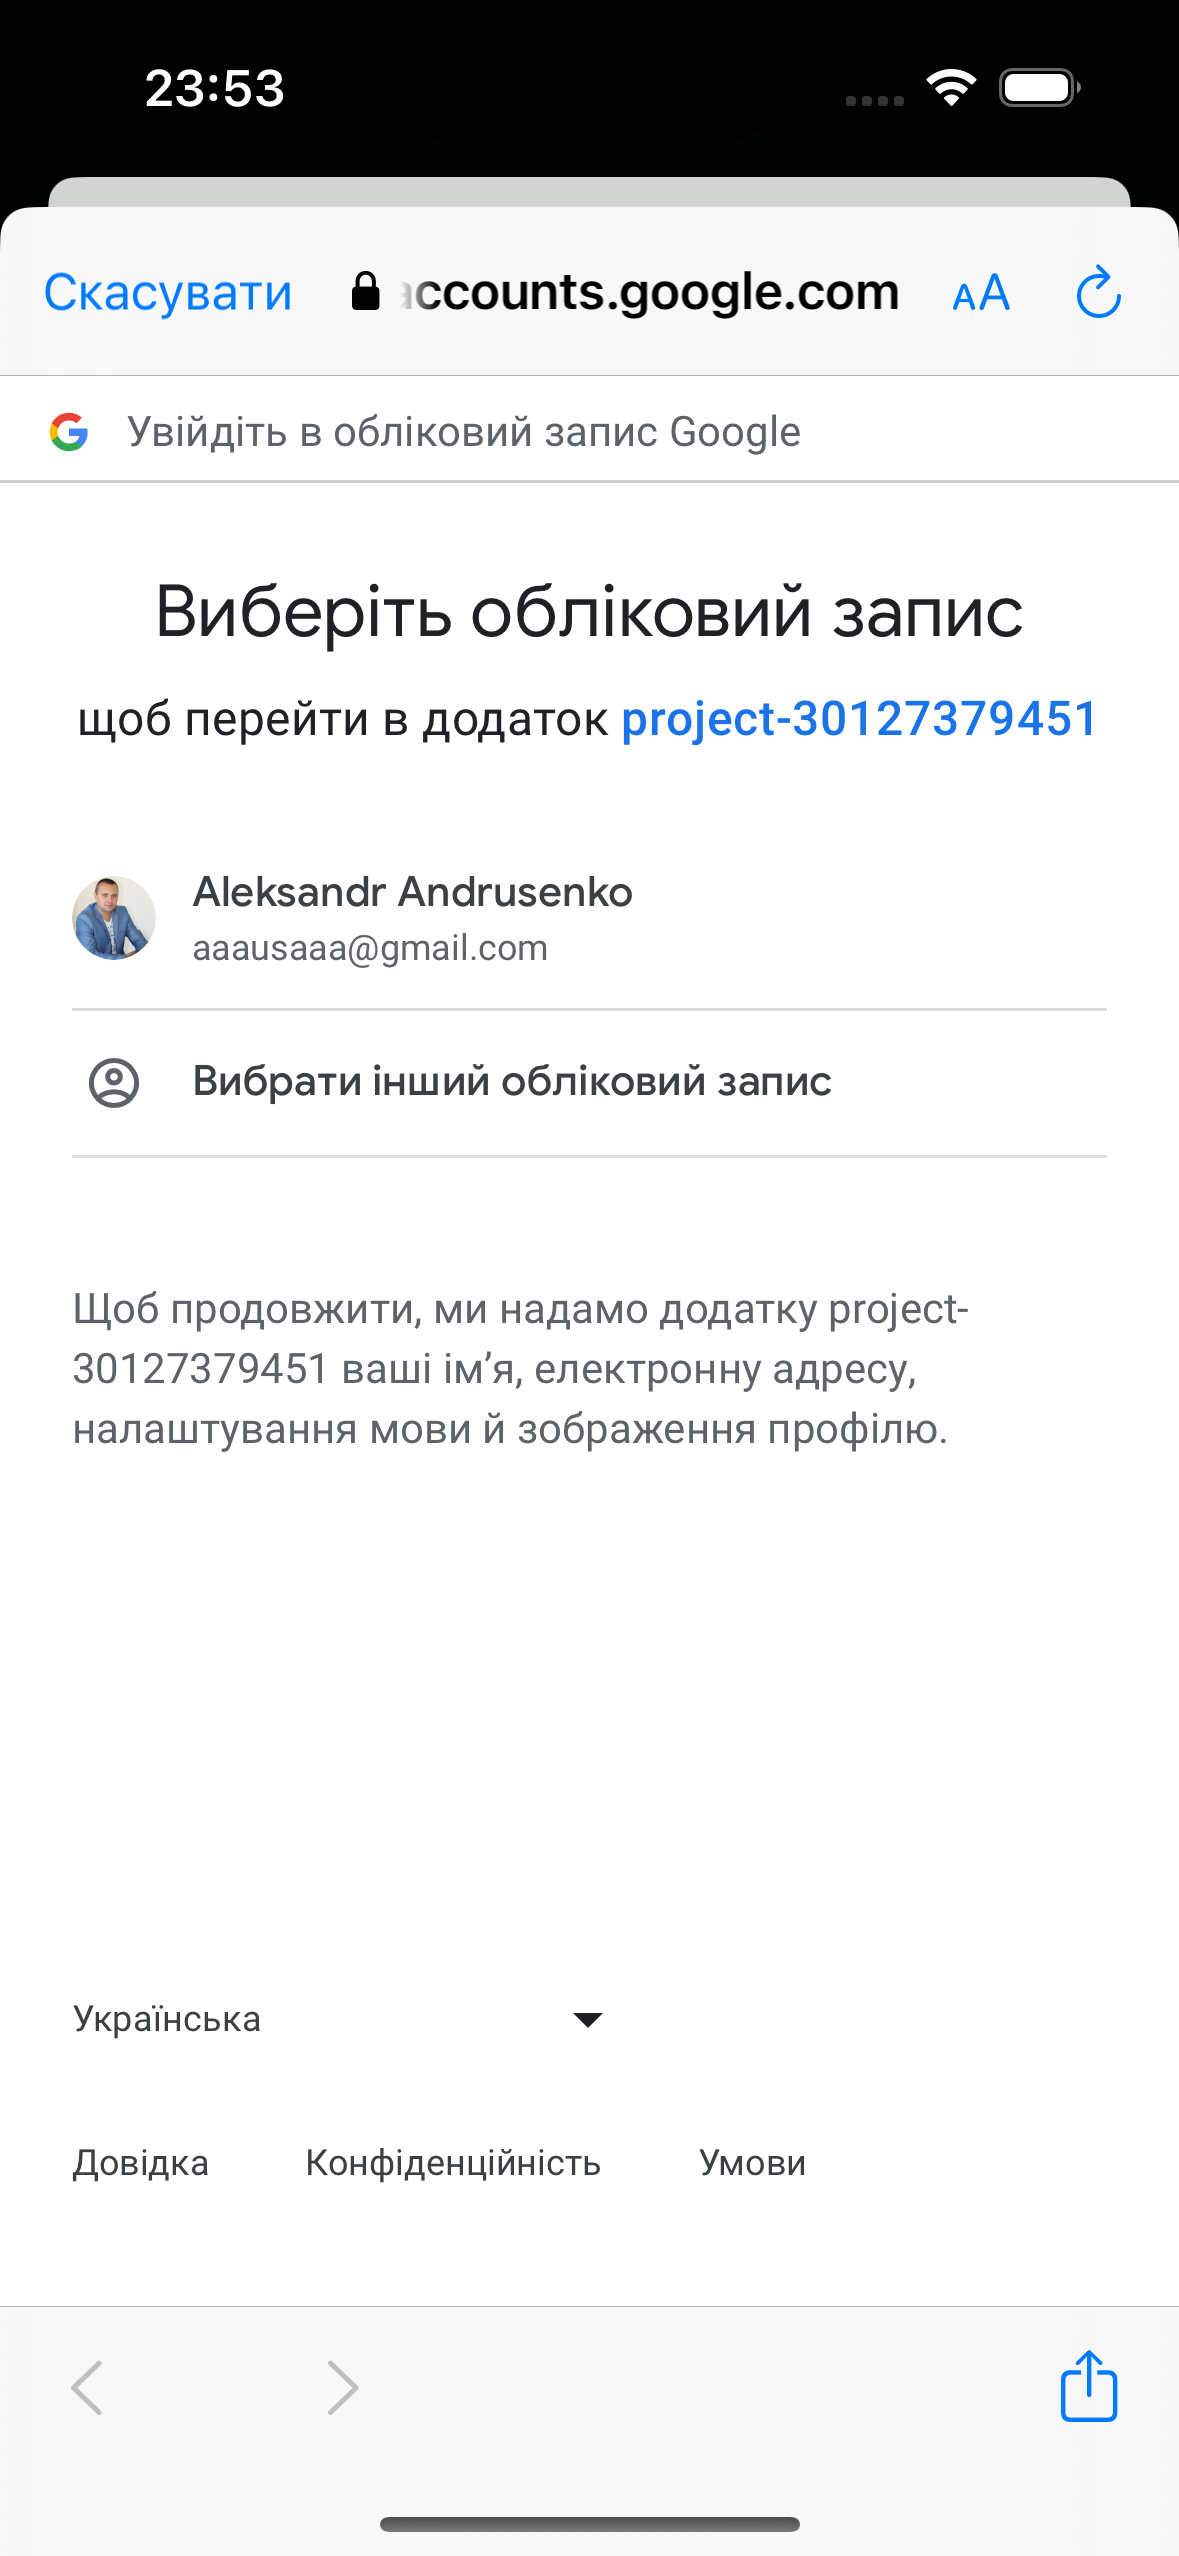 23:53
Скасувати accounts.google.com AA
Увійдіть в обліковий запис Google
Виберіть обліковий запис
щоб перейти в додаток project-30127379451
Aleksandr Andrusenko
aaausaaa@gmail.com
Вибрати інший обліковий запис
Щоб продовжити, ми надамо додатку project-
30127379451 ваші ім’я, електронну адресу,
налаштування мови й зображення профілю.
Українська
Довідка Конфіденційність Умови